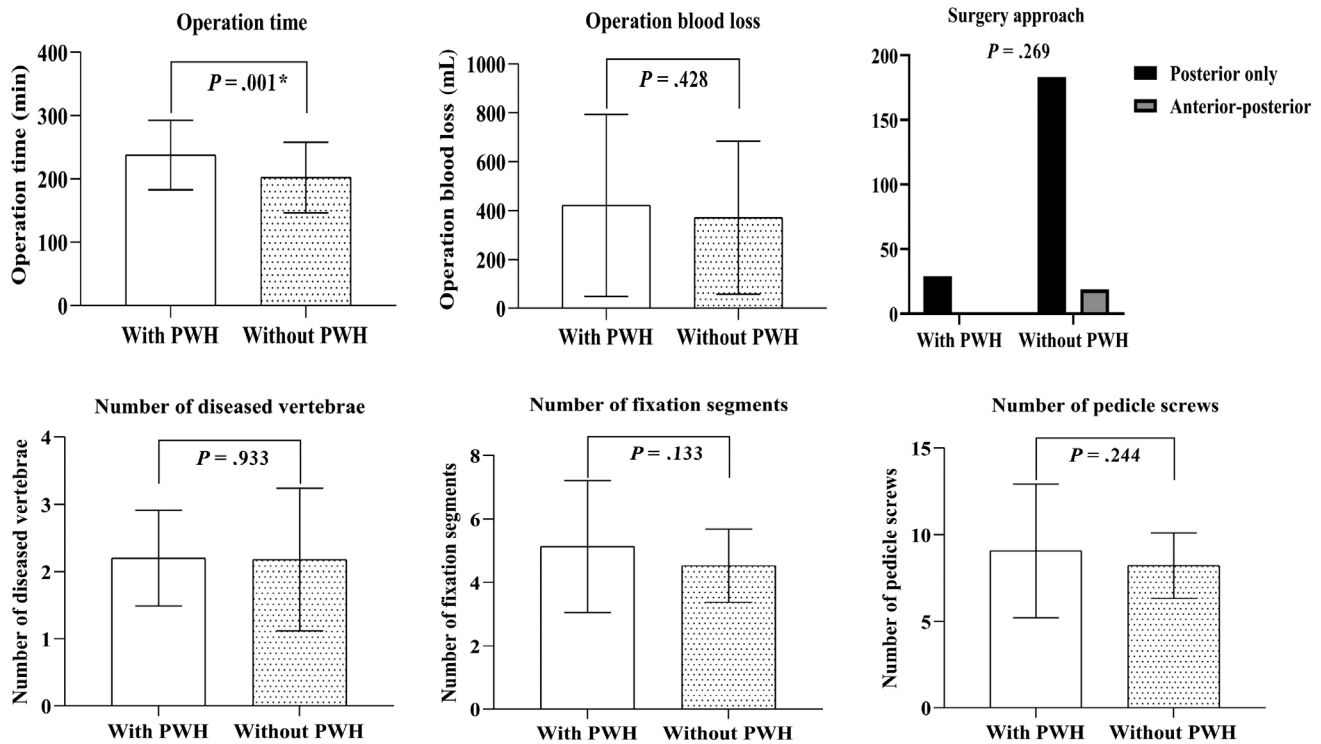 Operation time
Operation time (min)
400
300
200
100
0
P = .001*
With PWH
Without PWH
Operation blood loss
Operation blood loss (mL)
1000
800
600
400
200
0
P = .428
With PWH
Without PWH
Surgery approach
200
150
100
50
0
P = .269
Posterior only
Anterior-posterior
With PWH
Without PWH
Number of diseased vertebrae
Number of diseased vertebrae
4
3
2
1
0
P = .933
With PWH
Without PWH
Number of fixation segments
Number of fixation segments
8
6
4
2
0
P = .133
With PWH
Without PWH
Number of pedicle screws
Number of pedicle screws
15
10
5
0
P = .244
With PWH
Without PWH